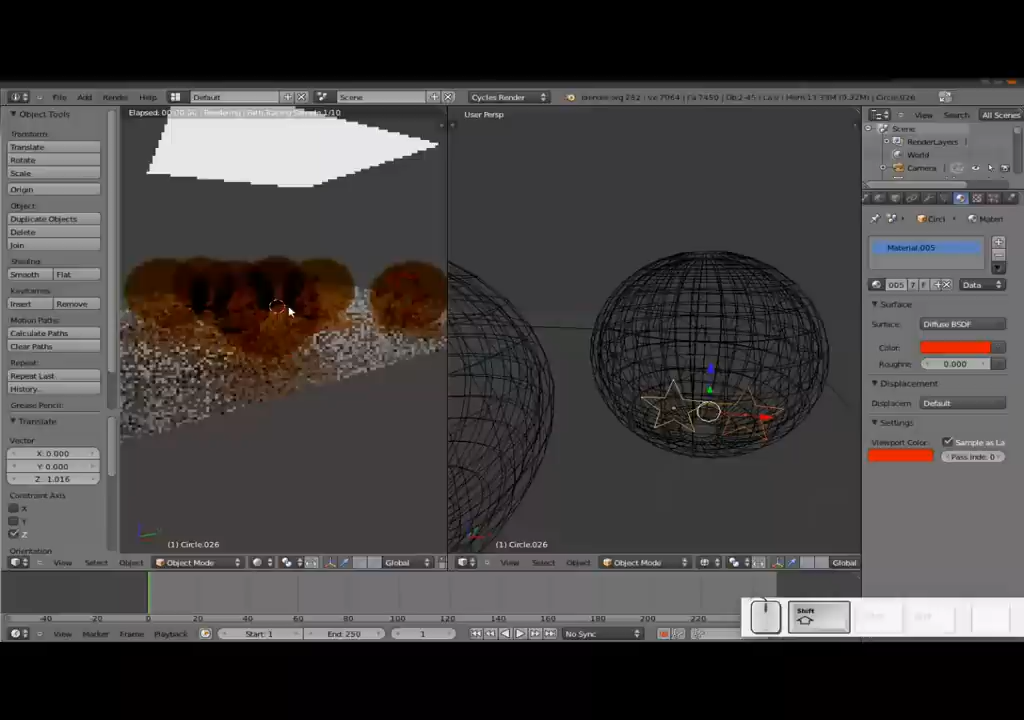 File Add Render Help Default Scene Cycles Render
Object Tools
Transform:
Translate
Rotate
Scale
Origin
Object:
Duplicate Objects
Delete
Join
Shading:
Smooth Flat
Keyframes:
Insert Remove
Motion Paths:
Calculate Paths
Clear Paths
Repeat:
Repeat Last
History...
Grease Pencil:
Translate
Vector
X: 0.000
Y: 0.000
Z: 1.016
Constraint Axis
X
Y
Z
Orientation
(1) Circle.026
View Select Object Object Mode Global
User Persp
(1) Circle.026
View Select Object Object Mode Global
View Search All Scenes
Scene
RenderLayers
World
Camera
Circl Materi
Material.005
005 7 F Data
Surface
Surface: Diffuse BSDF
Color:
Roughne 0.000
Displacement
Displacem Default
Settings
Viewport Color: Sample as La
Pass Inde: 0
-40 -20 0 20 40 60 80 100 120 140 160 180 200 220
View Marker Frame Playback Start: 1 End: 250 1 No Sync
Shift